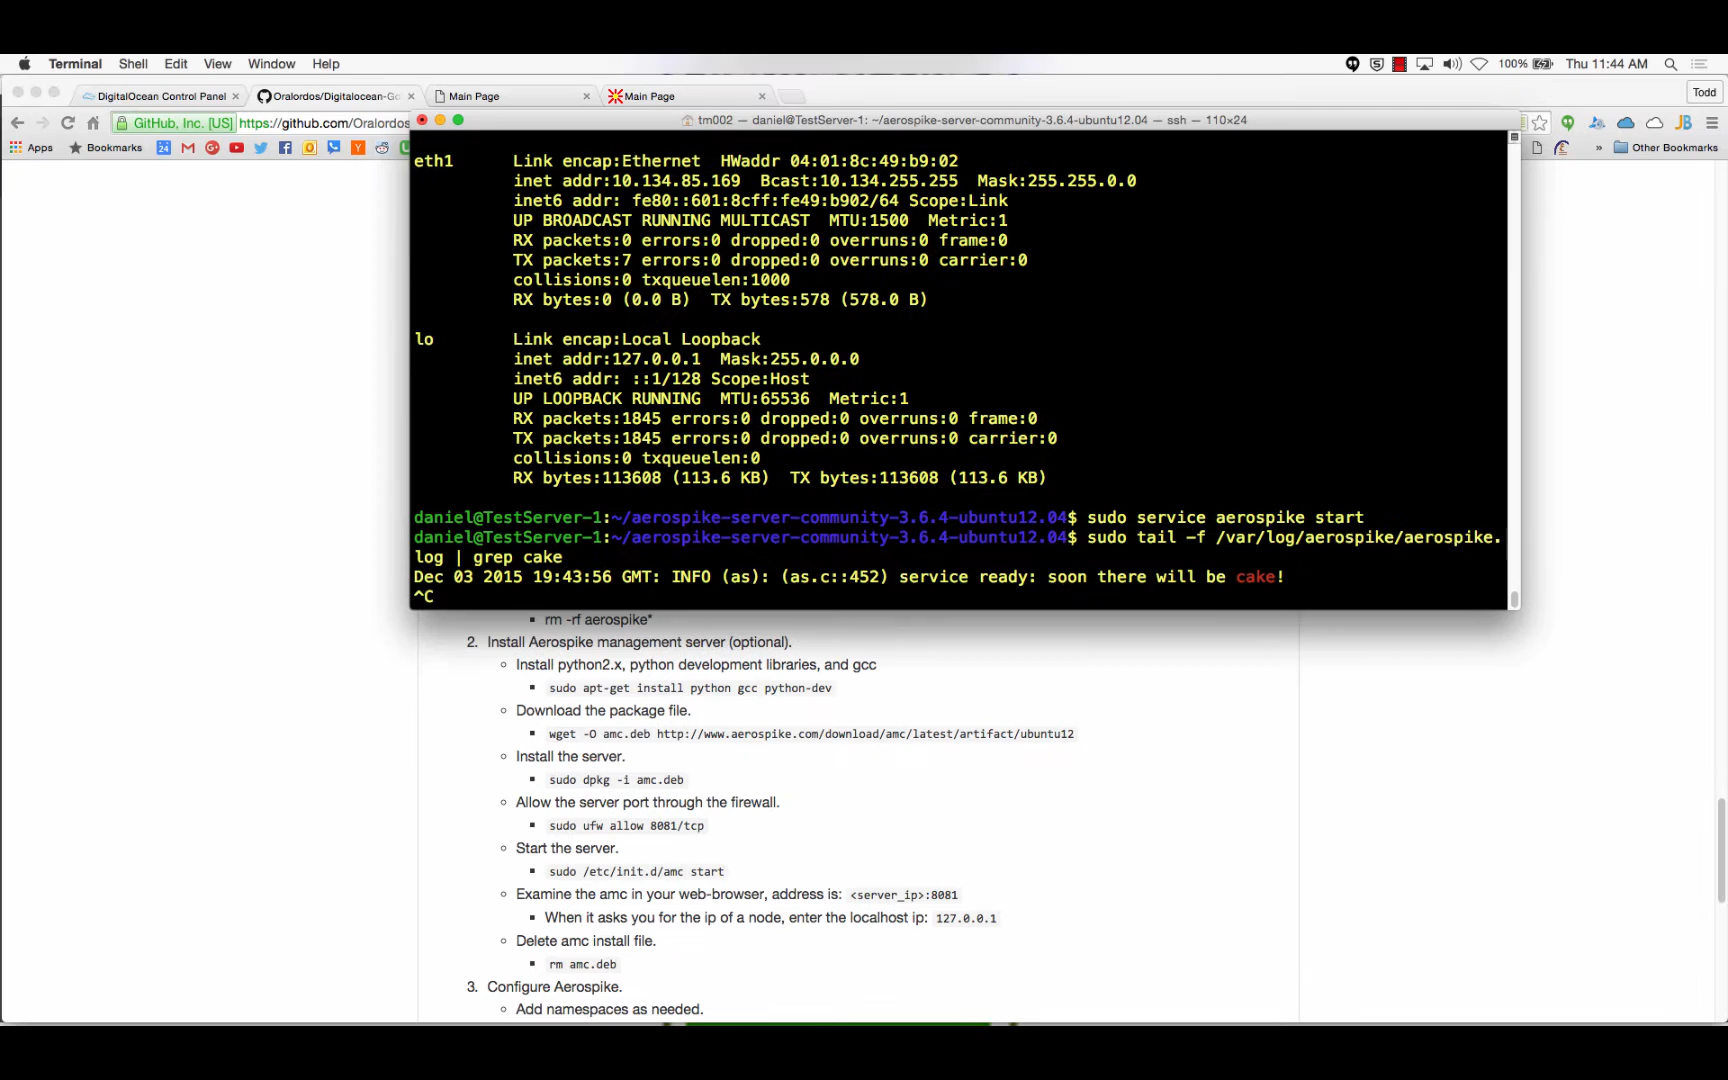 Terminal Shell Edit View Window Help 100% Thu 11:44 AM
DigitalOcean Control Panel Oralordos/Digitalocean-Go Main Page Main Page Todd
GitHub, Inc. [US] https://github.com/Oralordos
tm002 — daniel@TestServer-1: ~/aerospike-server-community-3.6.4-ubuntu12.04 — ssh — 110×24
Apps Bookmarks » Other Bookmarks
eth1 Link encap:Ethernet HWaddr 04:01:8c:49:b9:02
inet addr:10.134.85.169 Bcast:10.134.255.255 Mask:255.255.0.0
inet6 addr: fe80::601:8cff:fe49:b902/64 Scope:Link
UP BROADCAST RUNNING MULTICAST MTU:1500 Metric:1
RX packets:0 errors:0 dropped:0 overruns:0 frame:0
TX packets:7 errors:0 dropped:0 overruns:0 carrier:0
collisions:0 txqueuelen:1000
RX bytes:0 (0.0 B) TX bytes:578 (578.0 B)
lo Link encap:Local Loopback
inet addr:127.0.0.1 Mask:255.0.0.0
inet6 addr: ::1/128 Scope:Host
UP LOOPBACK RUNNING MTU:65536 Metric:1
RX packets:1845 errors:0 dropped:0 overruns:0 frame:0
TX packets:1845 errors:0 dropped:0 overruns:0 carrier:0
collisions:0 txqueuelen:0
RX bytes:113608 (113.6 KB) TX bytes:113608 (113.6 KB)
daniel@TestServer-1:~/aerospike-server-community-3.6.4-ubuntu12.04$ sudo service aerospike start
daniel@TestServer-1:~/aerospike-server-community-3.6.4-ubuntu12.04$ sudo tail -f /var/log/aerospike/aerospike.
log | grep cake
Dec 03 2015 19:43:56 GMT: INFO (as): (as.c::452) service ready: soon there will be cake!
^C
rm -rf aerospike*
2. Install Aerospike management server (optional).
Install python2.x, python development libraries, and gcc
sudo apt-get install python gcc python-dev
Download the package file.
wget -O amc.deb http://www.aerospike.com/download/amc/latest/artifact/ubuntu12
Install the server.
sudo dpkg -i amc.deb
Allow the server port through the firewall.
sudo ufw allow 8081/tcp
Start the server.
sudo /etc/init.d/amc start
Examine the amc in your web-browser, address is: <server_ip>:8081
When it asks you for the ip of a node, enter the localhost ip: 127.0.0.1
Delete amc install file.
rm amc.deb
3. Configure Aerospike.
Add namespaces as needed.